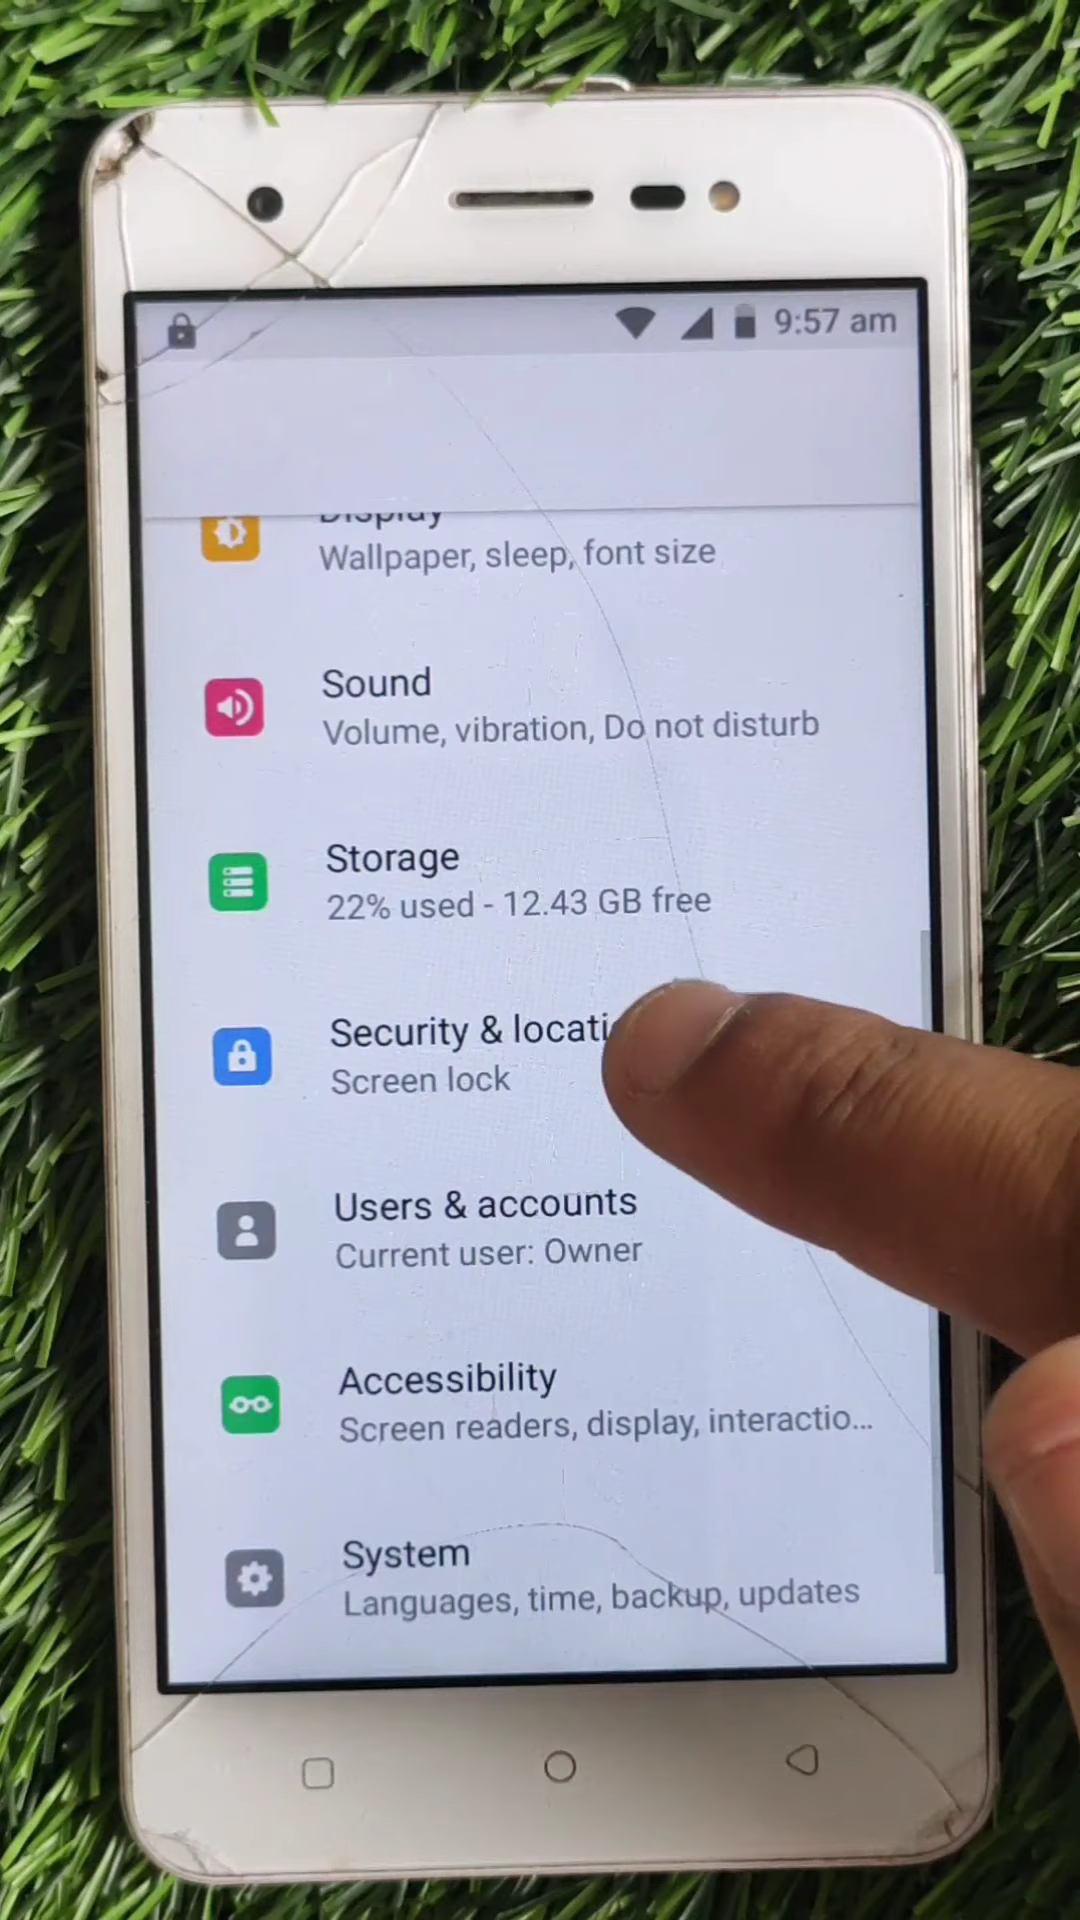 9:57 am
Display
Wallpaper, sleep, font size
Sound
Volume, vibration, Do not disturb
Storage
22% used - 12.43 GB free
Security & locati
Screen lock
Users & accounts
Current user: Owner
Accessibility
Screen readers, display, interactio...
System
Languages, time, backup, updates